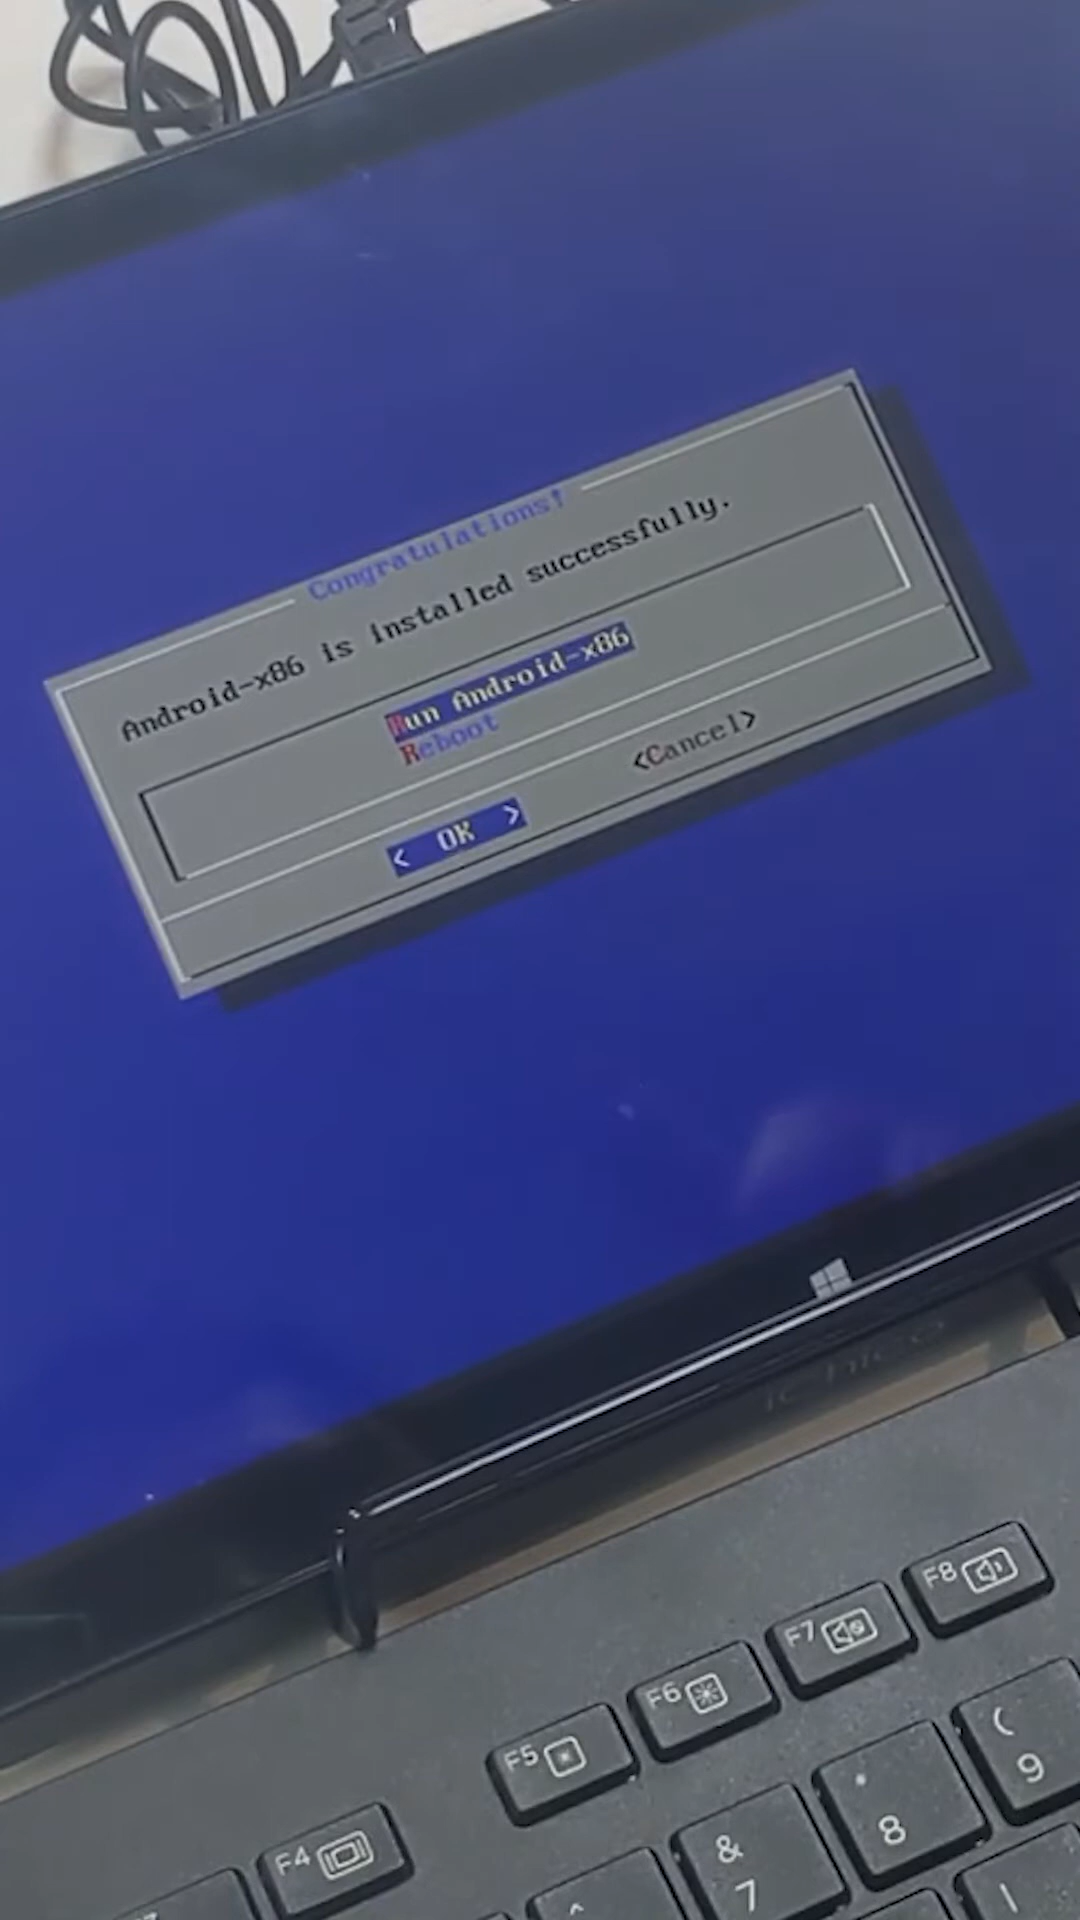 Congratulations!
Android-x86 is installed successfully.
Run Android-x86
Reboot
< OK >
<Cancel>
F4
F5
F6
F7
F8
^
&
7
*
8
(
9